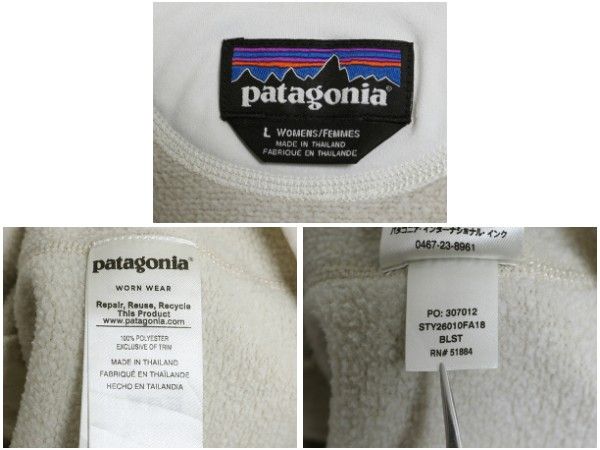 patagonia®
L WOMENS/FEMMES
MADE IN THAILAND
FABRIQUÉ EN THAÏLANDE
patagonia®
WORN WEAR
Repair, Reuse, Recycle
This Product
www.patagonia.com
100% POLYESTER
EXCLUSIVE OF TRIM
MADE IN THAILAND
FABRIQUÉ EN THAÏLANDE
HECHO EN TAILANDIA
パタゴニア・インターナショナル・インク
0467-23-8961
PO: 307012
STY26010FA18
BLST
RN# 51884